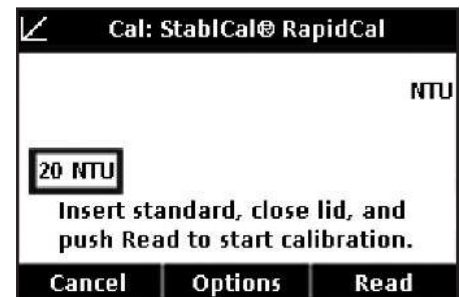 Cal: StablCal® RapidCal
NTU
20 NTU
Insert standard, close lid, and
push Read to start calibration.
Cancel Options Read